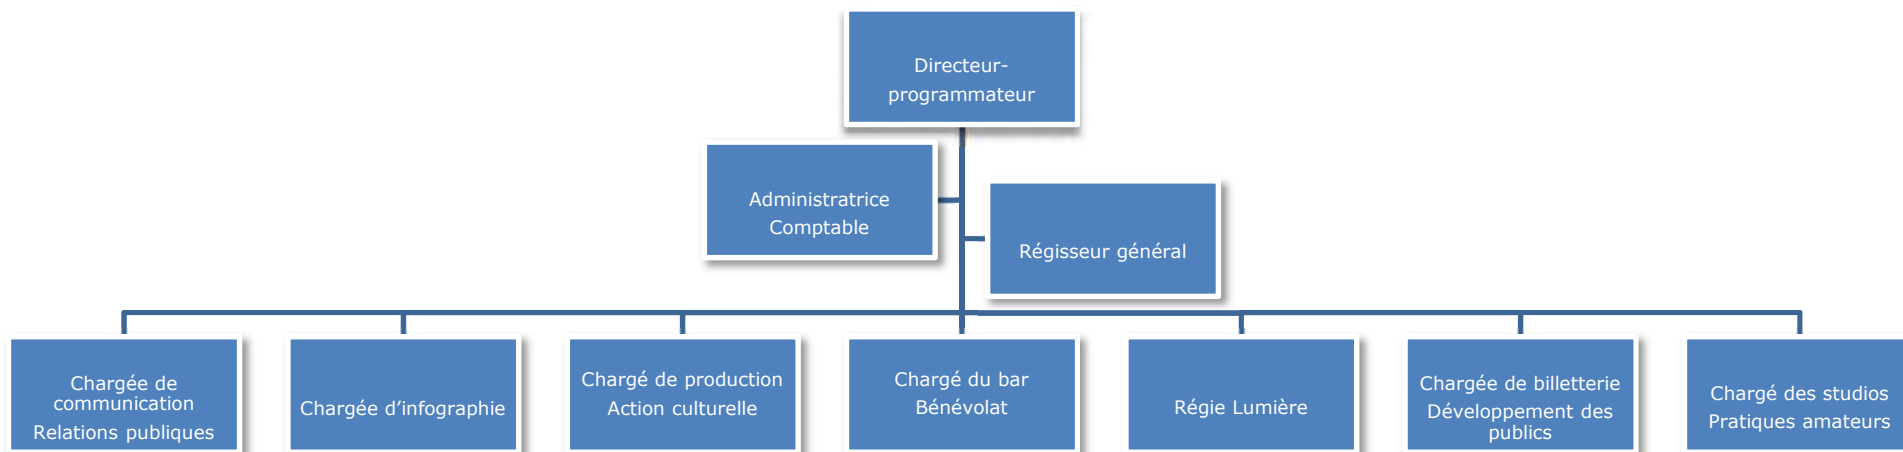 Directeur-
programmateur
Administratrice
Comptable
Régisseur général
Chargée de
communication
Relations publiques
Chargée d’infographie
Chargé de production
Action culturelle
Chargé du bar
Bénévolat
Régie Lumière
Chargée de billetterie
Développement des
publics
Chargé des studios
Pratiques amateurs